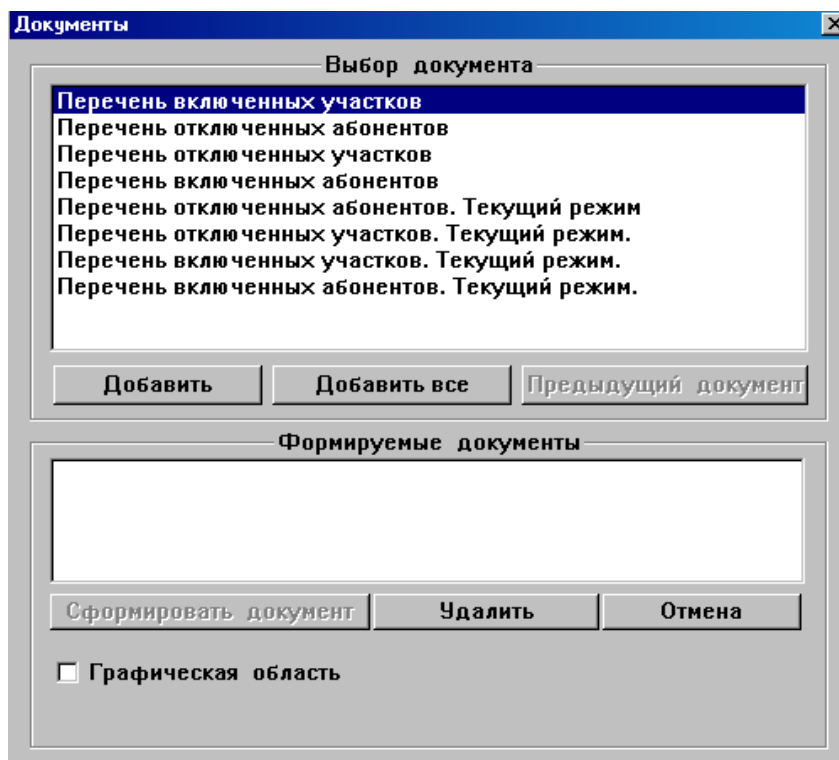 Документы
Выбор документа
Перечень включенных участков
Перечень отключенных абонентов
Перечень отключенных участков
Перечень включенных абонентов
Перечень отключенных абонентов. Текущий режим
Перечень отключенных участков. Текущий режим.
Перечень включенных участков. Текущий режим.
Перечень включенных абонентов. Текущий режим.
Добавить Добавить все Предыдущий документ
Формируемые документы
Сформировать документ Удалить Отмена
Графическая область